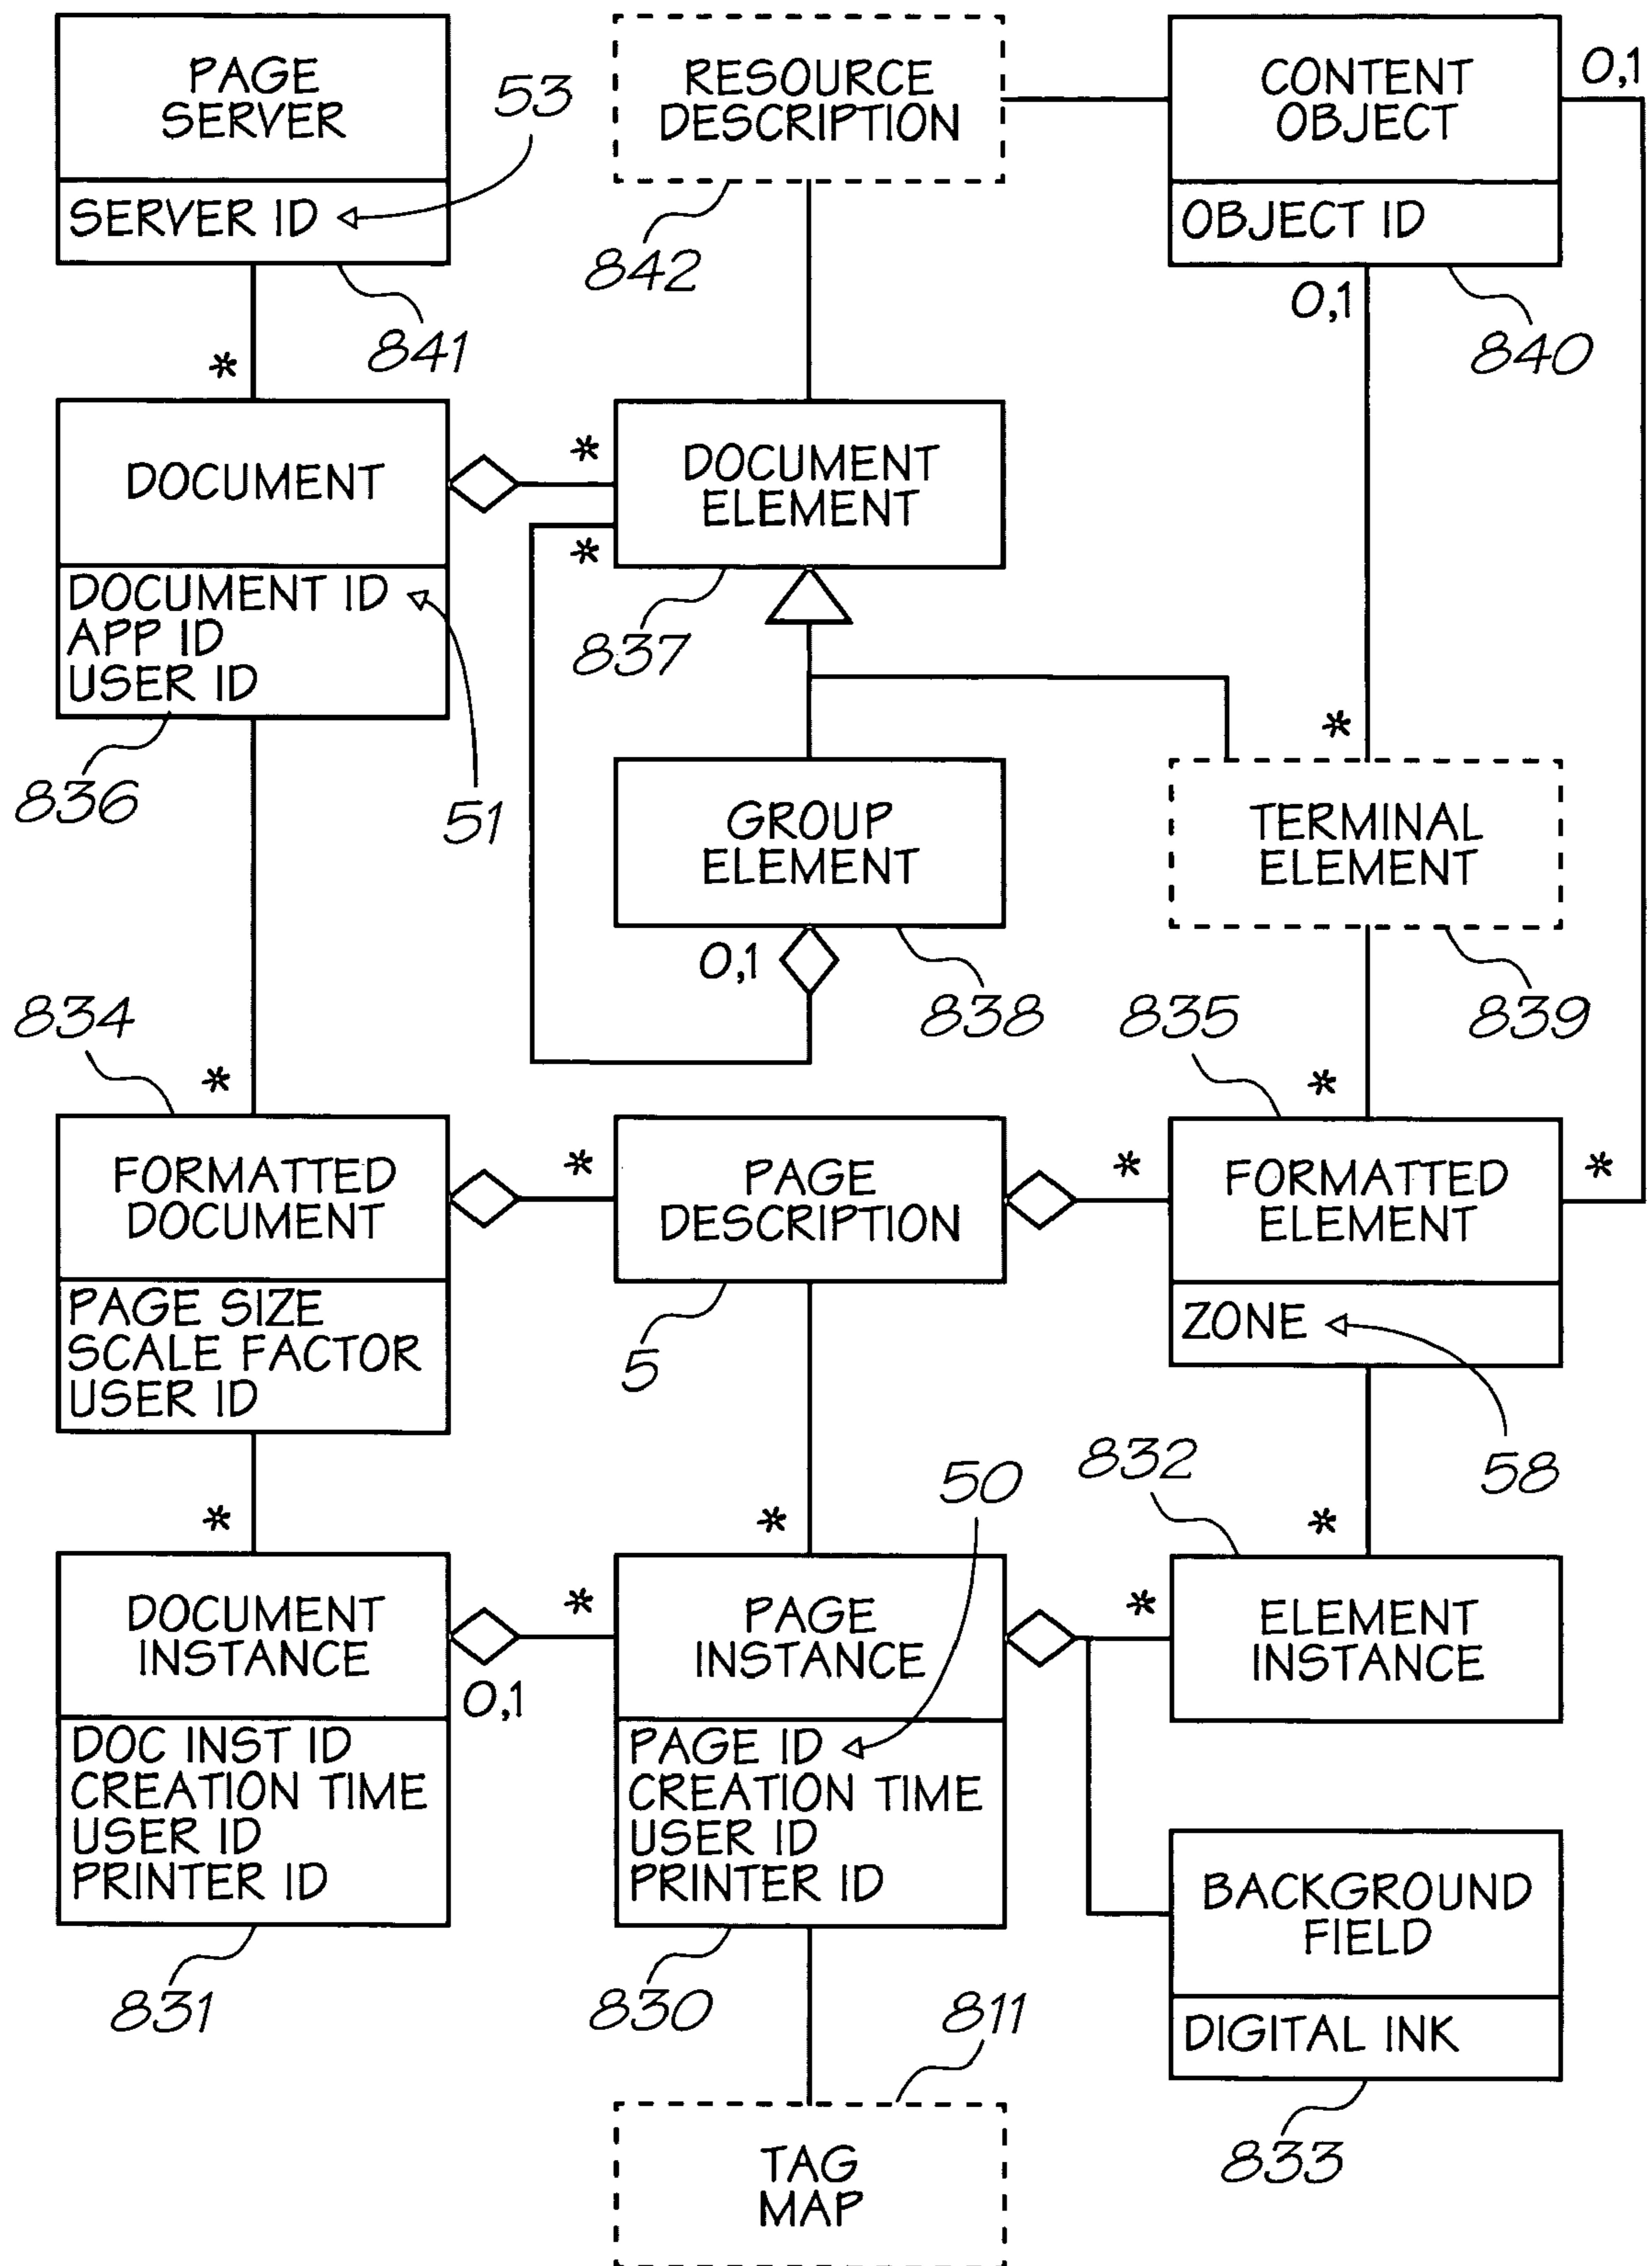 PAGE
SERVER
SERVER ID
53
841
RESOURCE
DESCRIPTION
842
CONTENT
OBJECT
OBJECT ID
0,1
0,1
840
*
DOCUMENT
DOCUMENT ID
APP ID
USER ID
836
51
*
*
DOCUMENT
ELEMENT
837
GROUP
ELEMENT
0,1
838
*
TERMINAL
ELEMENT
839
834
*
FORMATTED
DOCUMENT
PAGE SIZE
SCALE FACTOR
USER ID
*
PAGE
DESCRIPTION
5
835
*
*
*
FORMATTED
ELEMENT
ZONE
58
*
DOCUMENT
INSTANCE
0,1
DOC INST ID
CREATION TIME
USER ID
PRINTER ID
831
50
*
*
PAGE
INSTANCE
PAGE ID
CREATION TIME
USER ID
PRINTER ID
830
832
*
*
ELEMENT
INSTANCE
BACKGROUND
FIELD
DIGITAL INK
833
811
TAG
MAP